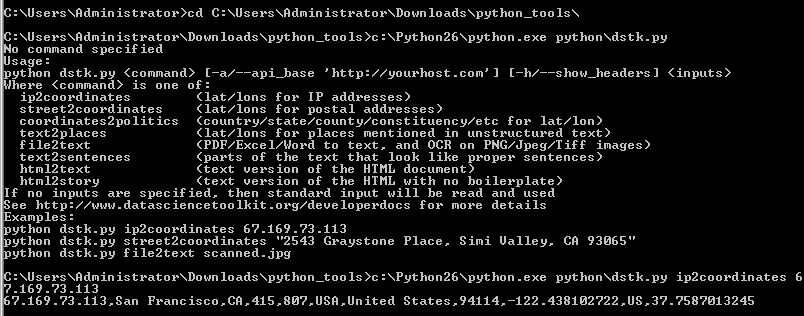 C:\Users\Administrator>cd C:\Users\Administrator\Downloads\python_tools\
C:\Users\Administrator\Downloads\python_tools>c:\Python26\python.exe python\dstk.py
No command specified
Usage:
python dstk.py <command> [-a/--api_base 'http://yourhost.com'] [-h/--show_headers] <inputs>
Where <command> is one of:
  ip2coordinates       (lat/lons for IP addresses)
  street2coordinates   (lat/lons for postal addresses)
  coordinates2politics (country/state/county/constituency/etc for lat/lon)
  text2places          (lat/lons for places mentioned in unstructured text)
  file2text            (PDF/Excel/Word to text, and OCR on PNG/Jpeg/Tiff images)
  text2sentences       (parts of the text that look like proper sentences)
  html2text            (text version of the HTML document)
  html2story           (text version of the HTML with no boilerplate)
If no inputs are specified, then standard input will be read and used
See http://www.datasciencetoolkit.org/developerdocs for more details
Examples:
python dstk.py ip2coordinates 67.169.73.113
python dstk.py street2coordinates "2543 Graystone Place, Simi Valley, CA 93065"
python dstk.py file2text scanned.jpg
C:\Users\Administrator\Downloads\python_tools>c:\Python26\python.exe python\dstk.py ip2coordinates 6
7.169.73.113
67.169.73.113,San Francisco,CA,415,807,USA,United States,94114,-122.438102722,US,37.7587013245